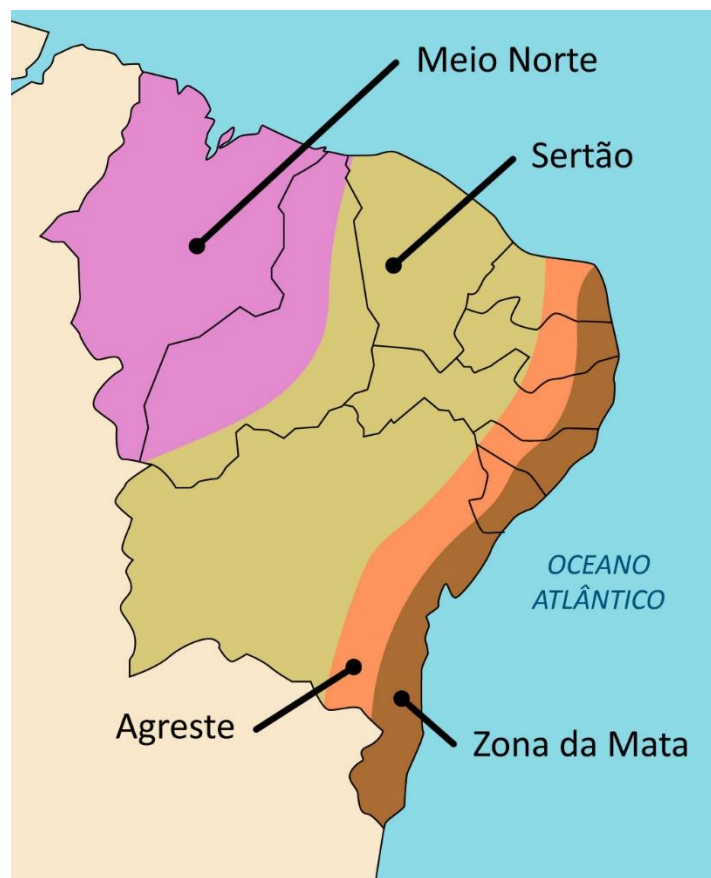 Meio Norte
Sertão
OCEANO
ATLÂNTICO
Agreste
Zona da Mata